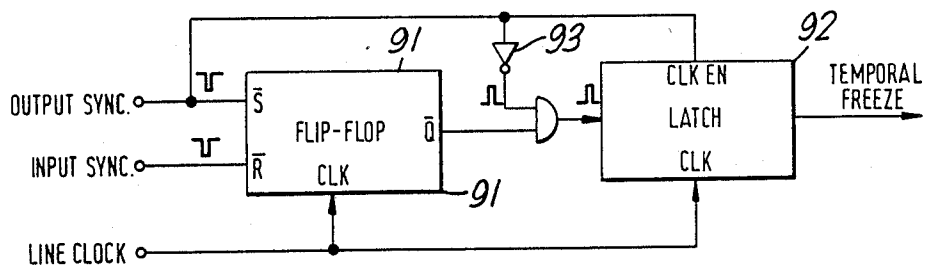 91
93
92
OUTPUT SYNC.
S̅
CLK EN
TEMPORAL
FREEZE
FLIP-FLOP
Q̅
LATCH
INPUT SYNC.
R̅
CLK
CLK
91
LINE CLOCK